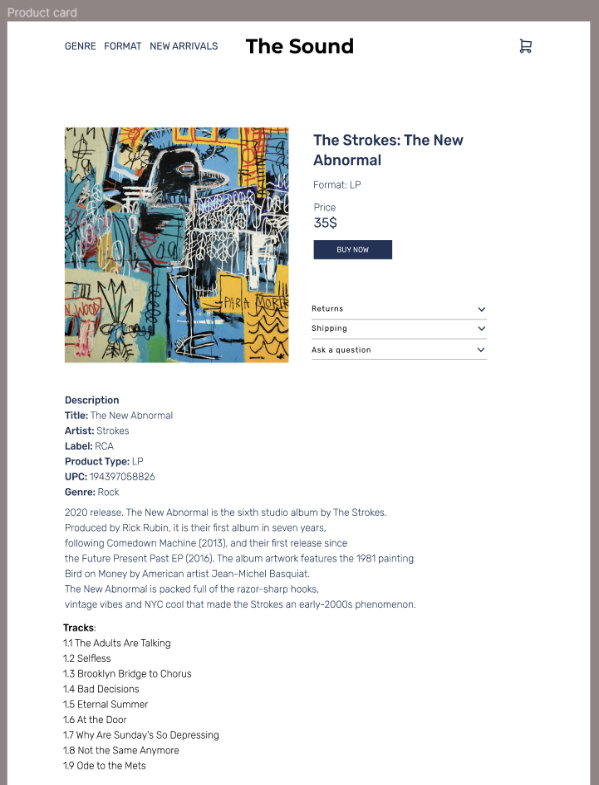 Product card
GENRE FORMAT NEW ARRIVALS The Sound
The Strokes: The New
Abnormal
Format: LP
Price
35$
BUY NOW
Returns
Shipping
Ask a question
PARA MORIR
N WOOD
Description
Title: The New Abnormal
Artist: Strokes
Label: RCA
Product Type: LP
UPC: 194397058826
Genre: Rock
2020 release. The New Abnormal is the sixth studio album by The Strokes.
Produced by Rick Rubin, it is their first album in seven years,
following Comedown Machine (2013), and their first release since
the Future Present Past EP (2016). The album artwork features the 1981 painting
Bird on Money by American artist Jean-Michel Basquiat.
The New Abnormal is packed full of the razor-sharp hooks,
vintage vibes and NYC cool that made the Strokes an early-2000s phenomenon.
Tracks:
1.1 The Adults Are Talking
1.2 Selfless
1.3 Brooklyn Bridge to Chorus
1.4 Bad Decisions
1.5 Eternal Summer
1.6 At the Door
1.7 Why Are Sunday's So Depressing
1.8 Not the Same Anymore
1.9 Ode to the Mets